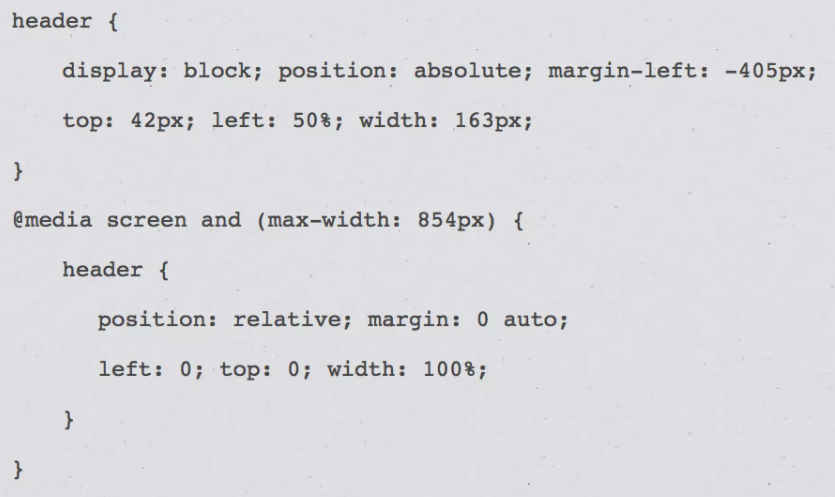 header {
display: block; position: absolute; margin-left: -405px;
top: 42px; left: 50%; width: 163px;
}
@media screen and (max-width: 854px) {
header {
position: relative; margin: 0 auto;
left: 0; top: 0; width: 100%;
}
}